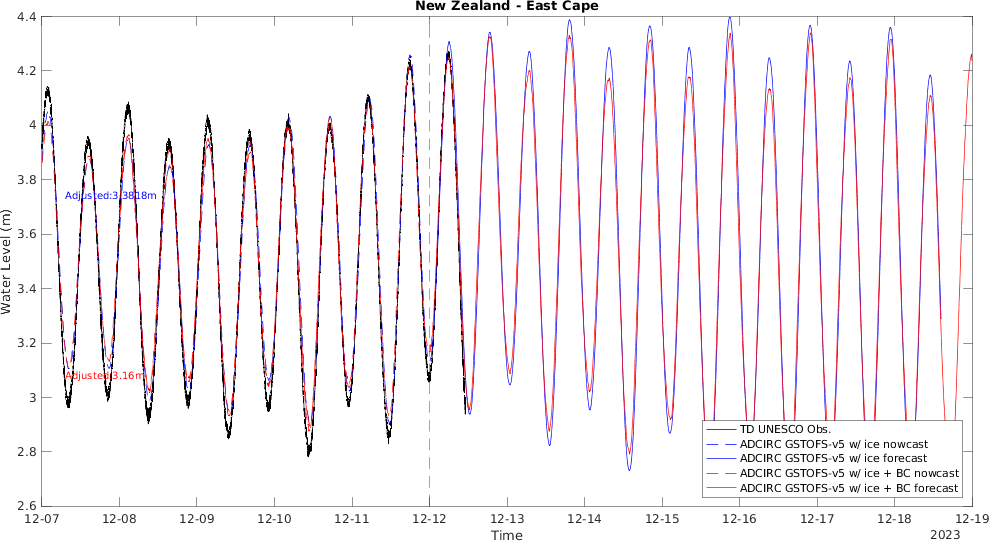 New Zealand - East Cape
4.4
4.2
4
3.8
3.6
3.4
3.2
3
2.8
2.6
Water Level (m)
Adjusted:3.3818m
Adjusted:3.16m
TD UNESCO Obs.
ADCIRC GSTOFS-v5 w/ ice nowcast
ADCIRC GSTOFS-v5 w/ ice forecast
ADCIRC GSTOFS-v5 w/ ice + BC nowcast
ADCIRC GSTOFS-v5 w/ ice + BC forecast
12-07 12-08 12-09 12-10 12-11 12-12 12-13 12-14 12-15 12-16 12-17 12-18 12-19
Time
2023